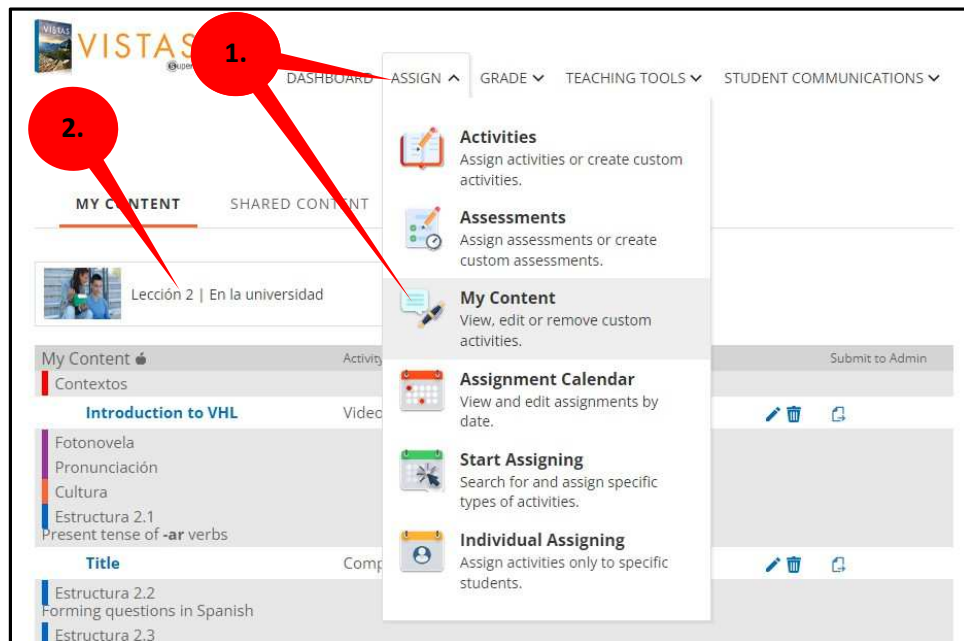 VISTAS
VISTAS
1.
DASHBOARD ASSIGN GRADE TEACHING TOOLS STUDENT COMMUNICATIONS
2.
MY CONTENT SHARED CONTENT
Lección 2 | En la universidad
Activities
Assign activities or create custom
activities.
Assessments
Assign assessments or create
custom assessments.
My Content
View, edit or remove custom
activities.
Assignment Calendar
View and edit assignments by
date.
Start Assigning
Search for and assign specific
types of activities.
Individual Assigning
Assign activities only to specific
students.
My Content Activity Submit to Admin
Contextos
Introduction to VHL Video
Fotonovela
Pronunciación
Cultura
Estructura 2.1
Present tense of -ar verbs
Title Comp
Estructura 2.2
Forming questions in Spanish
Estructura 2.3